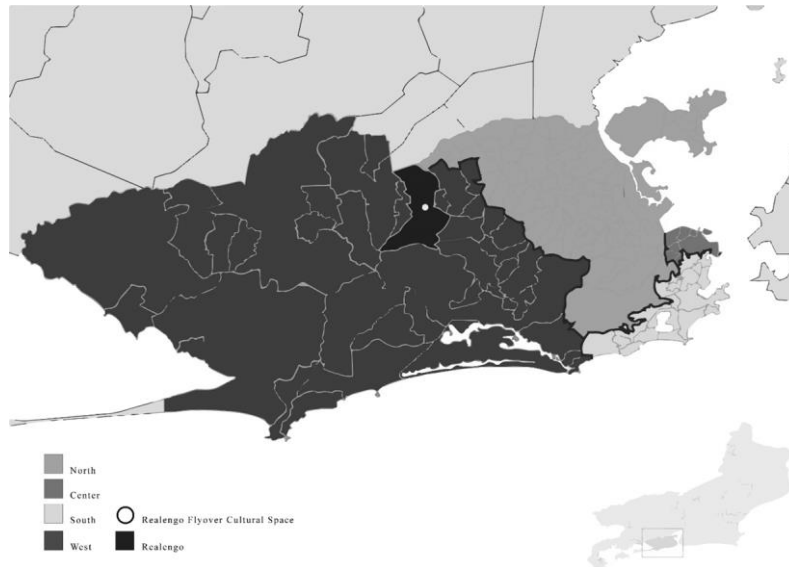 North
Center
South
West
Realengo Flyover Cultural Space
Realengo